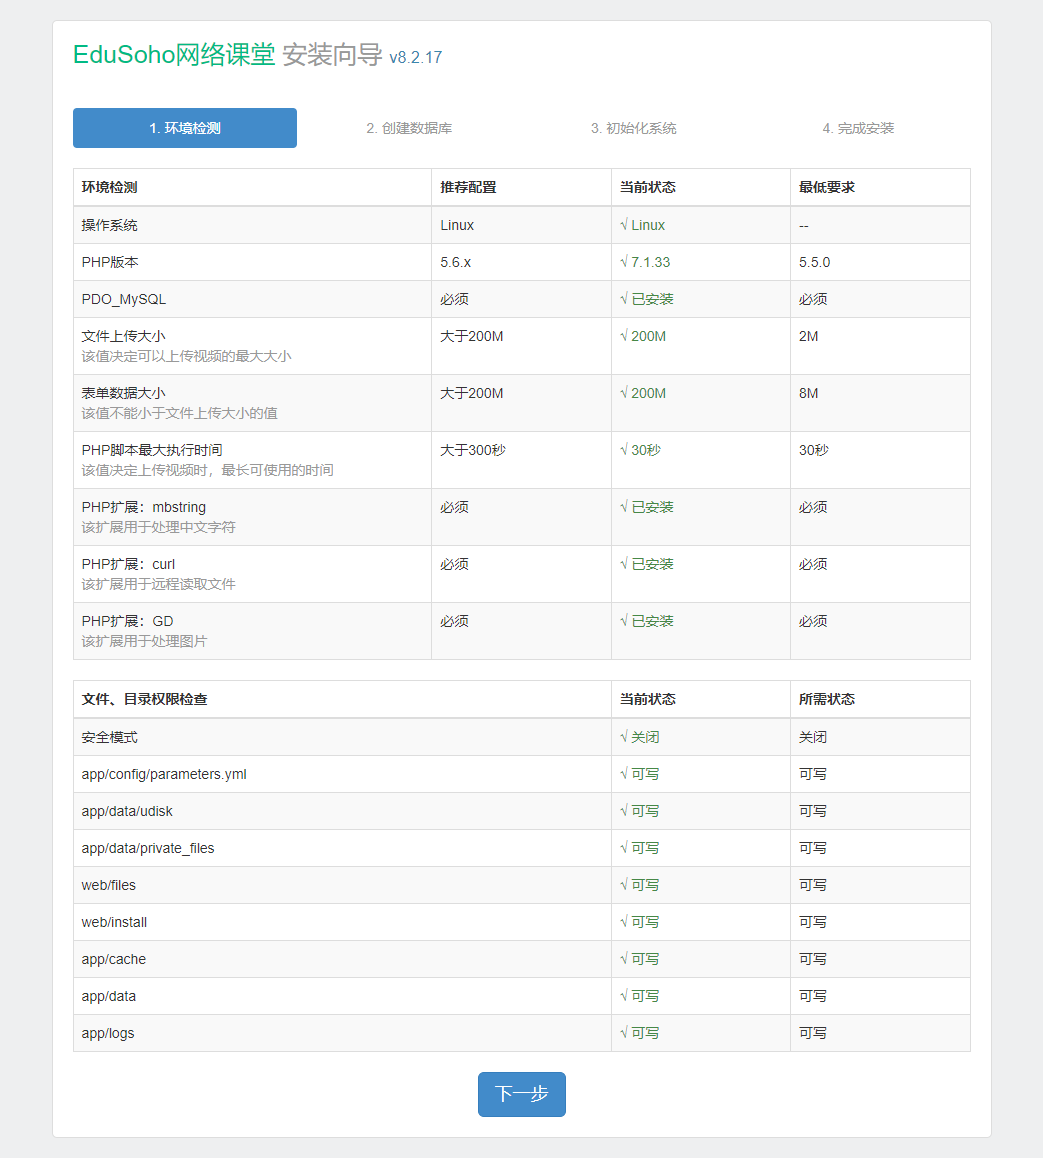 EduSoho网络课堂 安装向导 v8.2.17
1. 环境检测 2. 创建数据库 3. 初始化系统 4. 完成安装
环境检测 推荐配置 当前状态 最低要求
操作系统 Linux √ Linux --
PHP版本 5.6.x √ 7.1.33 5.5.0
PDO_MySQL 必须 √ 已安装 必须
文件上传大小 大于200M √ 200M 2M
该值决定可以上传视频的最大大小
表单数据大小 大于200M √ 200M 8M
该值不能小于文件上传大小的值
PHP脚本最大执行时间 大于300秒 √ 30秒 30秒
该值决定上传视频时，最长可使用的时间
PHP扩展：mbstring 必须 √ 已安装 必须
该扩展用于处理中文字符
PHP扩展：curl 必须 √ 已安装 必须
该扩展用于远程读取文件
PHP扩展：GD 必须 √ 已安装 必须
该扩展用于处理图片
文件、目录权限检查 当前状态 所需状态
安全模式 √ 关闭 关闭
app/config/parameters.yml √ 可写 可写
app/data/udisk √ 可写 可写
app/data/private_files √ 可写 可写
web/files √ 可写 可写
web/install √ 可写 可写
app/cache √ 可写 可写
app/data √ 可写 可写
app/logs √ 可写 可写
下一步